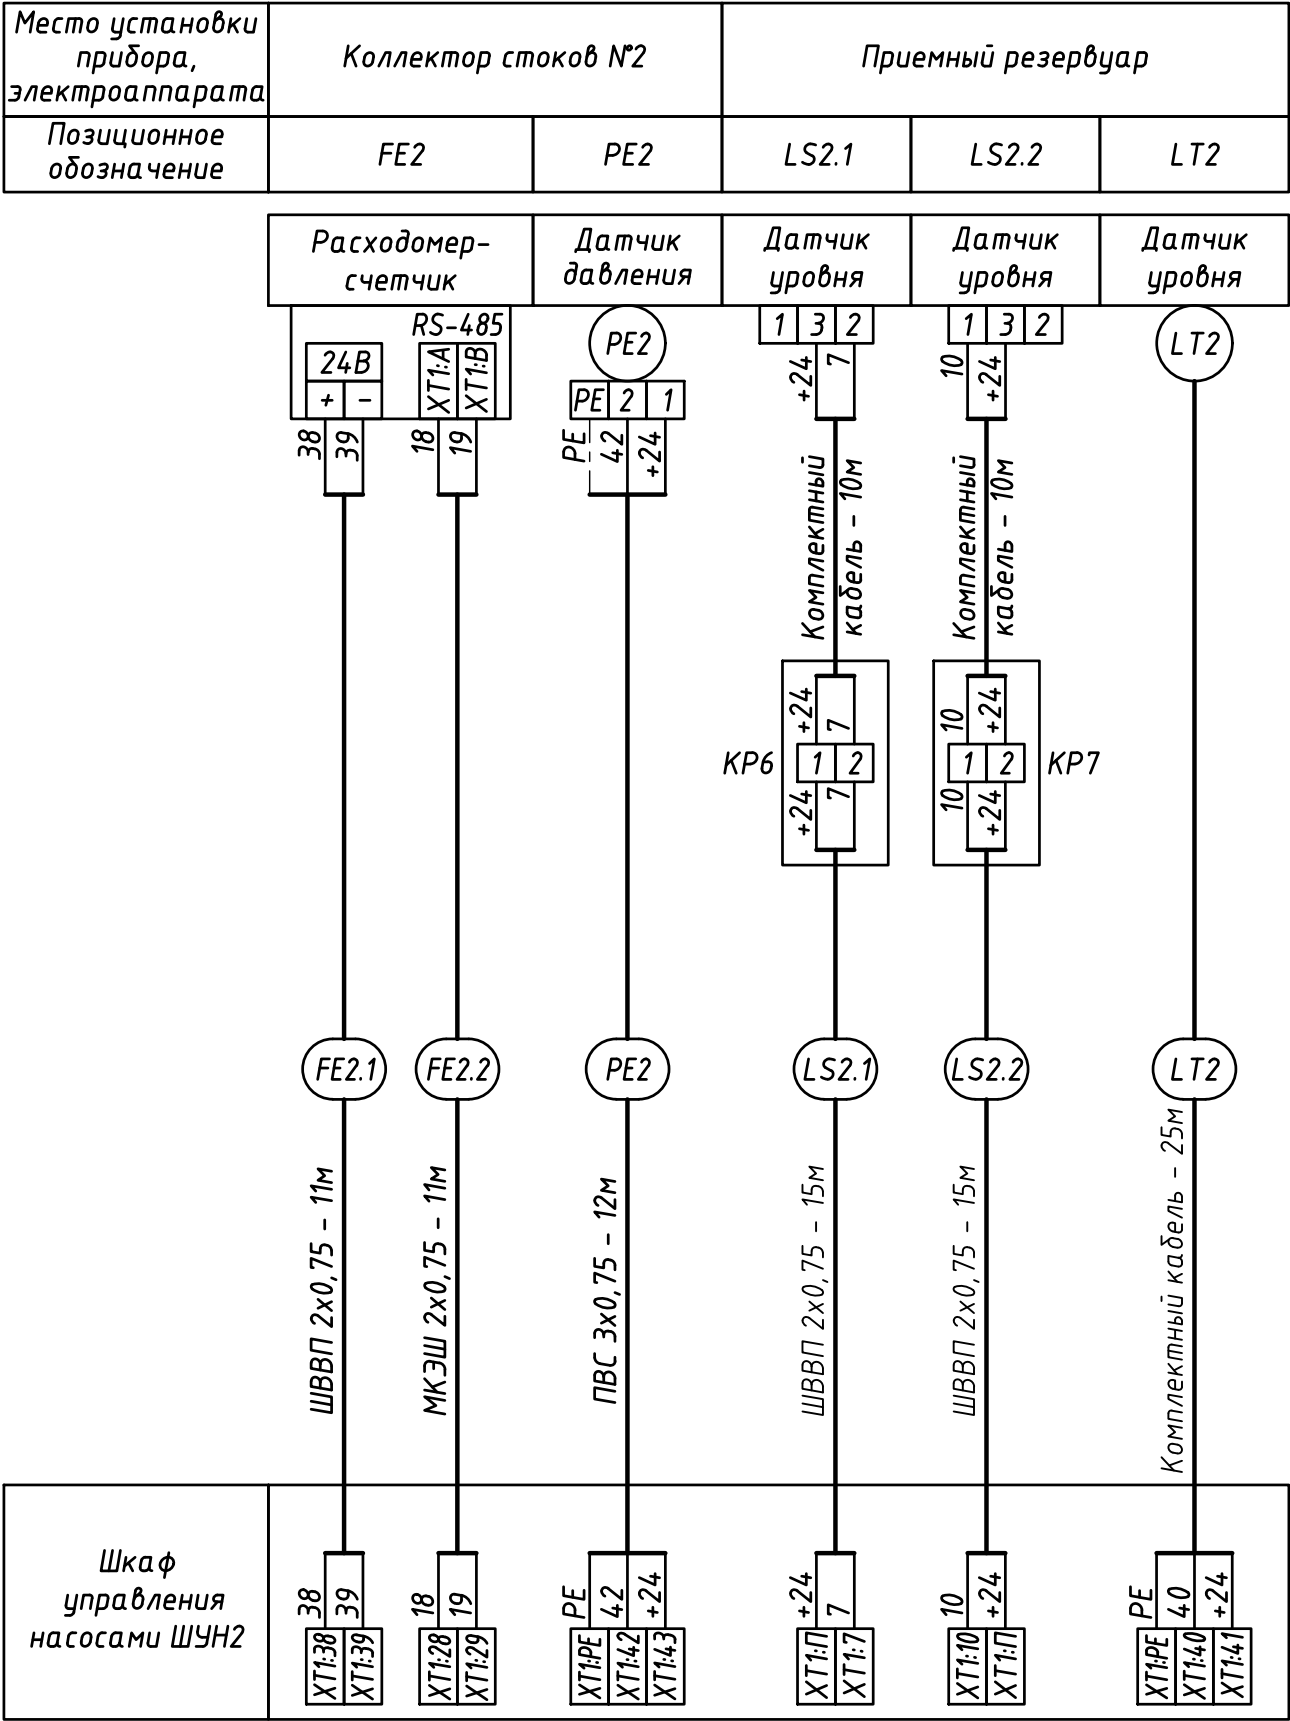 Место установки
прибора,
электроаппарата
Коллектор стоков №2
Приемный резервуар
Позиционное
обозначение
FE2
PE2
LS2.1
LS2.2
LT2
Расходомер-
счетчик
Датчик
давления
Датчик
уровня
Датчик
уровня
Датчик
уровня
RS-485
24В
+ -
XT1:A
XT1:B
PE2
PE 2 1
1 3 2
1 3 2
LT2
38
39
18
19
PE
42
+24
+24
7
10
+24
Комплектный
кабель - 10м
Комплектный
кабель - 10м
+24
7
10
+24
КР6
1 2
1 2
КР7
+24
7
10
+24
FE2.1
FE2.2
PE2
LS2.1
LS2.2
LT2
ШВВП 2х0,75 - 11м
МКЭШ 2х0,75 - 11м
ПВС 3х0,75 - 12м
ШВВП 2х0,75 - 15м
ШВВП 2х0,75 - 15м
Комплектный кабель - 25м
Шкаф
управления
насосами ШУН2
38
39
18
19
PE
42
+24
+24
7
10
+24
PE
40
+24
XT1:38
XT1:39
XT1:28
XT1:29
XT1:PE
XT1:42
XT1:43
XT1:П
XT1:7
XT1:10
XT1:П
XT1:PE
XT1:40
XT1:41